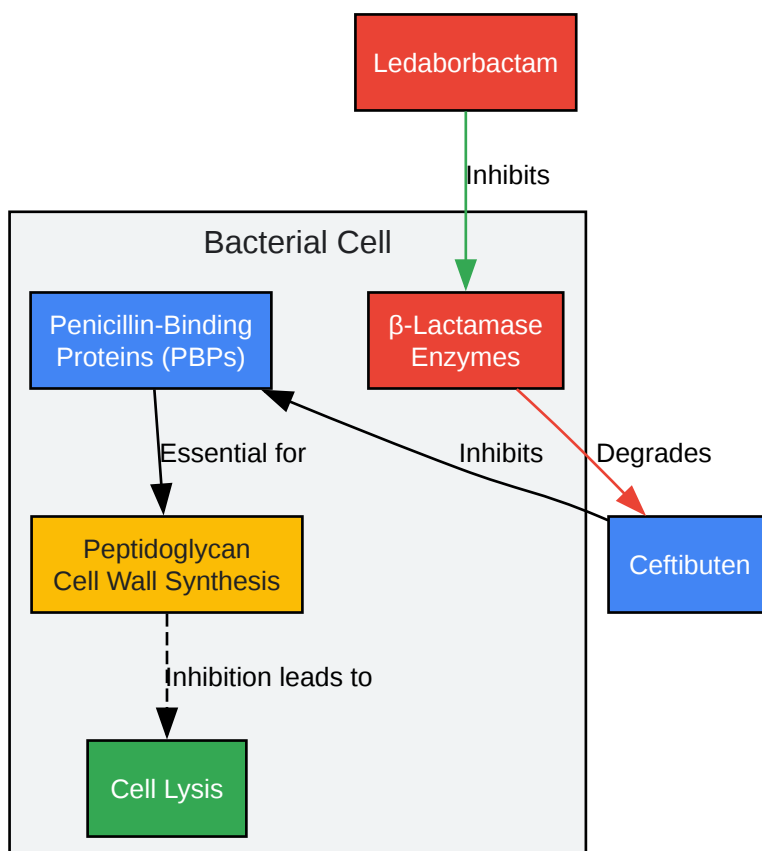 Ledaborbactam
Inhibits
Bacterial Cell
Penicillin-Binding
Proteins (PBPs)
β-Lactamase
Enzymes
Essential for
Inhibits
Degrades
Peptidoglycan
Cell Wall Synthesis
Ceftibuten
Inhibition leads to
Cell Lysis